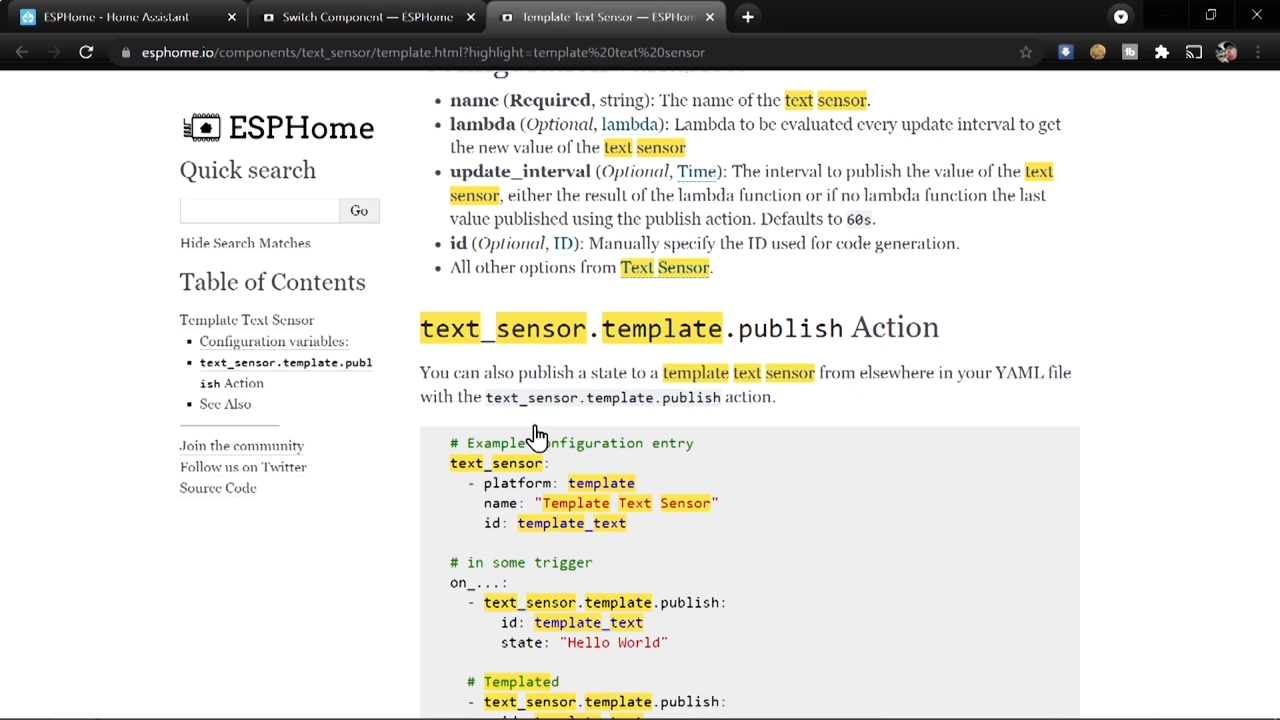 ESPHome - Home Assistant
Switch Component — ESPHome
Template Text Sensor — ESPHom
esphome.io/components/text_sensor/template.html?highlight=template%20text%20sensor
ESPHome
Quick search
Go
Hide Search Matches
Table of Contents
Template Text Sensor
• Configuration variables:
• text_sensor.template.publ
ish Action
• See Also
Join the community
Follow us on Twitter
Source Code
• name (Required, string): The name of the text sensor.
• lambda (Optional, lambda): Lambda to be evaluated every update interval to get
the new value of the text sensor
• update_interval (Optional, Time): The interval to publish the value of the text
sensor, either the result of the lambda function or if no lambda function the last
value published using the publish action. Defaults to 60s.
• id (Optional, ID): Manually specify the ID used for code generation.
• All other options from Text Sensor.
text_sensor.template.publish Action
You can also publish a state to a template text sensor from elsewhere in your YAML file
with the text_sensor.template.publish action.
# Example configuration entry
text_sensor:
- platform: template
name: "Template Text Sensor"
id: template_text
# in some trigger
on_...:
- text_sensor.template.publish:
id: template_text
state: "Hello World"
# Templated
- text_sensor.template.publish: